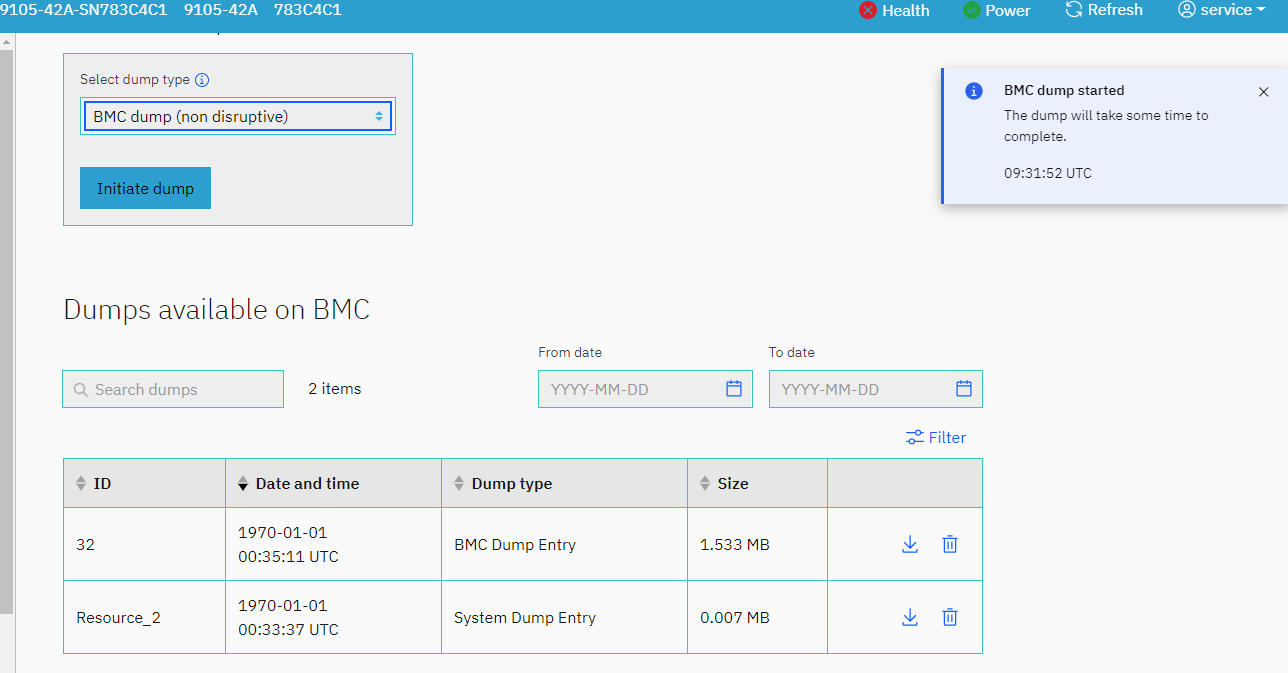 9105-42A-SN783C4C1 9105-42A 783C4C1 Health Power Refresh service
Select dump type
BMC dump (non disruptive)
Initiate dump
BMC dump started
The dump will take some time to
complete.
09:31:52 UTC
Dumps available on BMC
From date To date
Search dumps 2 items YYYY-MM-DD YYYY-MM-DD
Filter
ID Date and time Dump type Size
32 1970-01-01
00:35:11 UTC BMC Dump Entry 1.533 MB
Resource_2 1970-01-01
00:33:37 UTC System Dump Entry 0.007 MB